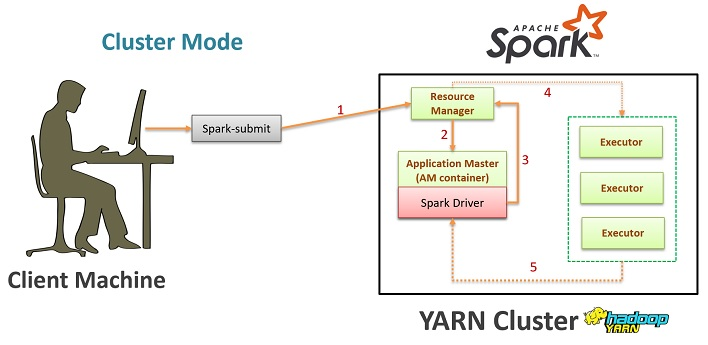 Cluster Mode
APACHE
Spark
TM
Spark-submit
1
Resource
Manager
4
2
3
Application Master
(AM container)
Spark Driver
Executor
Executor
Executor
5
Client Machine
YARN Cluster
hadoop
YARN